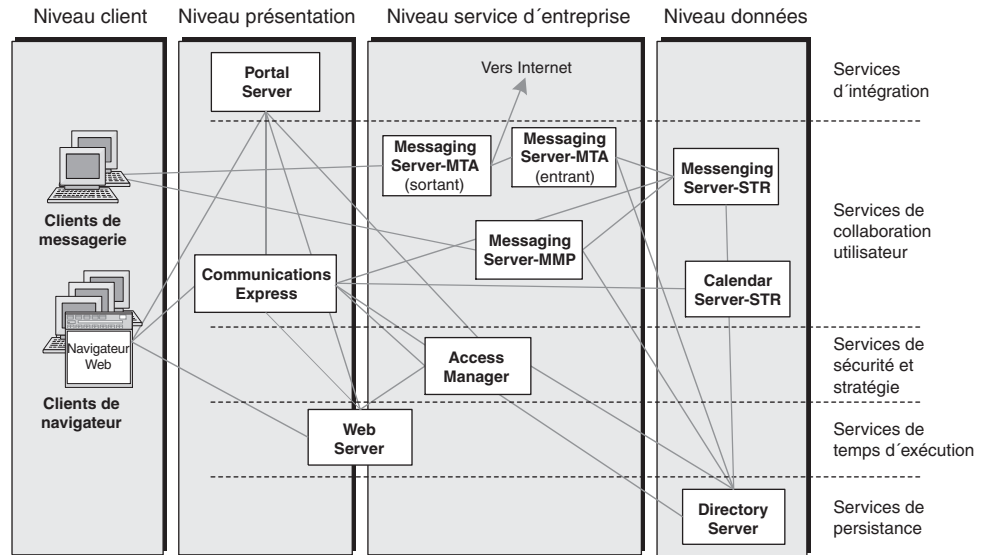 Niveau client
Niveau présentation
Niveau service d´entreprise
Niveau données
Portal
Server
Vers Internet
Services
d´intégration
Messaging
Server-MTA
(sortant)
Messaging
Server-MTA
(entrant)
Messenging
Server-STR
Clients de
messagerie
Messaging
Server-MMP
Services de
collaboration
utilisateur
Communications
Express
Calendar
Server-STR
Navigateur
Web
Clients de
navigateur
Access
Manager
Services de
sécurité et
stratégie
Web
Server
Services de
temps d´exécution
Directory
Server
Services de
persistance